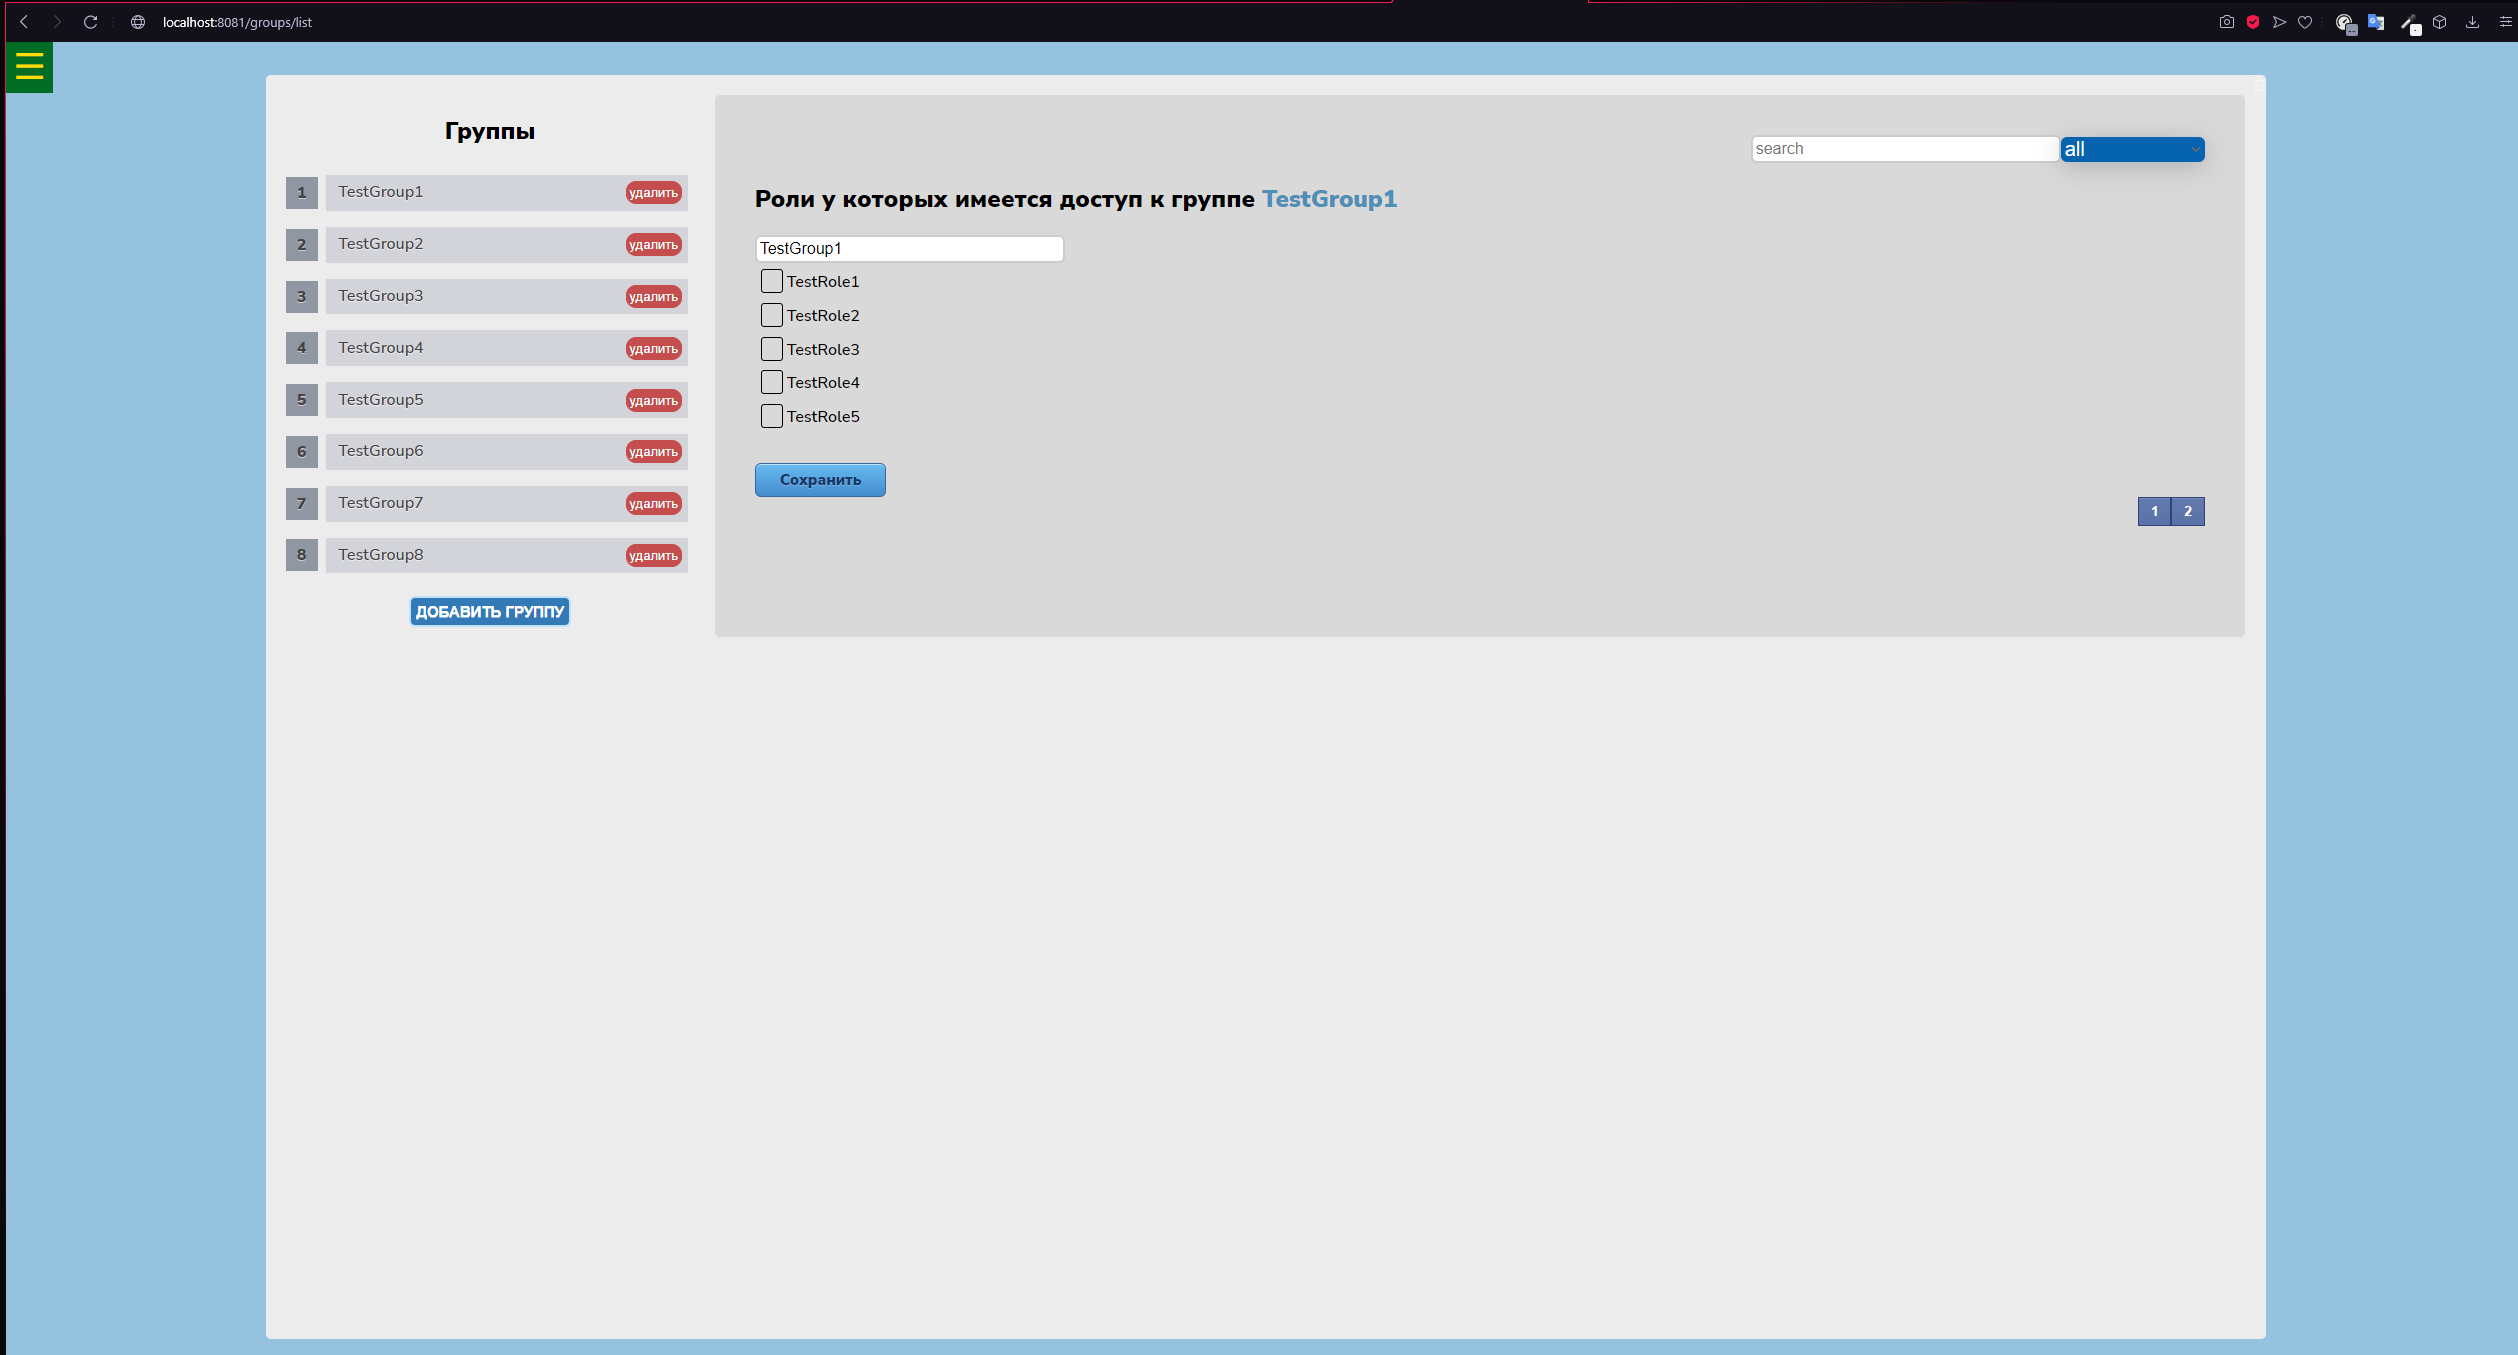 localhost:8081/groups/list
Группы
1 TestGroup1 удалить
2 TestGroup2 удалить
3 TestGroup3 удалить
4 TestGroup4 удалить
5 TestGroup5 удалить
6 TestGroup6 удалить
7 TestGroup7 удалить
8 TestGroup8 удалить
ДОБАВИТЬ ГРУППУ
search all
Роли у которых имеется доступ к группе TestGroup1
TestGroup1
TestRole1
TestRole2
TestRole3
TestRole4
TestRole5
Сохранить
1 2